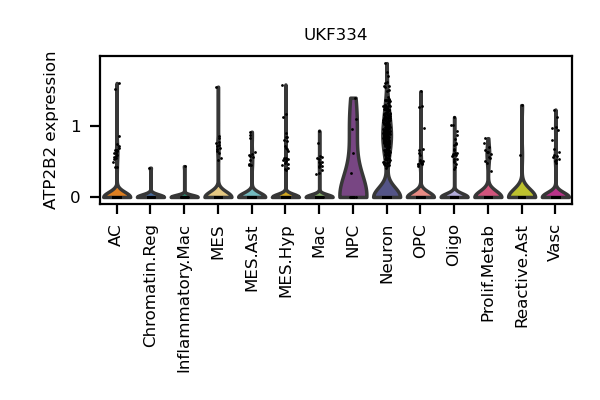 UKF334
ATP2B2 expression
1
0
AC
Chromatin.Reg
Inflammatory.Mac
MES
MES.Ast
MES.Hyp
Mac
NPC
Neuron
OPC
Oligo
Prolif.Metab
Reactive.Ast
Vasc